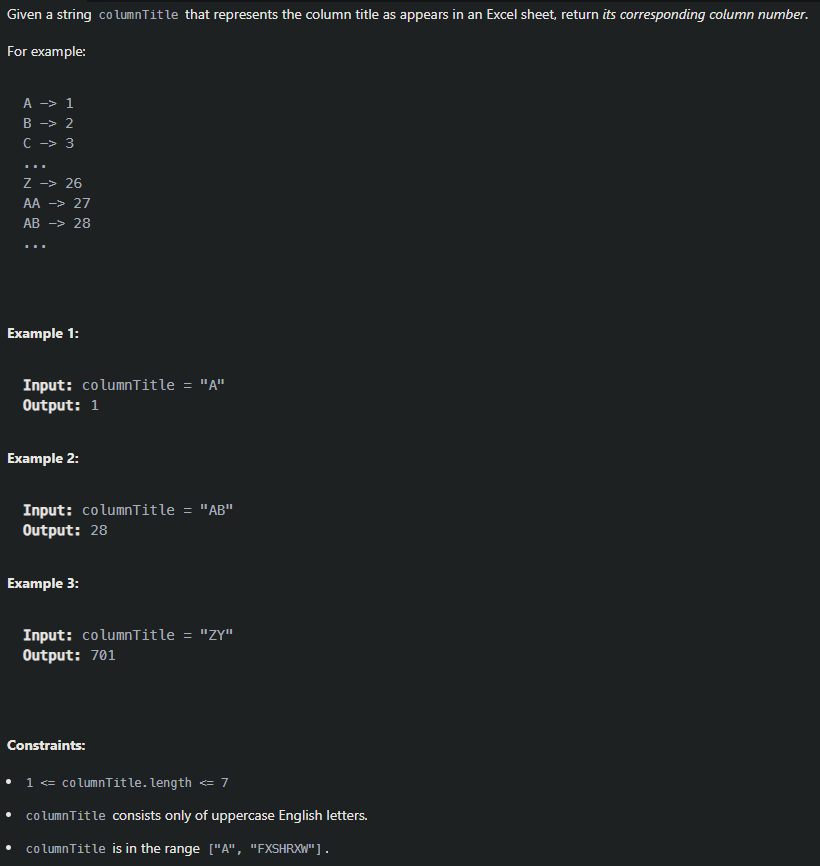 Given a string columnTitle that represents the column title as appears in an Excel sheet, return its corresponding column number.
For example:
A -> 1
B -> 2
C -> 3
...
Z -> 26
AA -> 27
AB -> 28
...
Example 1:
Input: columnTitle = "A"
Output: 1
Example 2:
Input: columnTitle = "AB"
Output: 28
Example 3:
Input: columnTitle = "ZY"
Output: 701
Constraints:
• 1 <= columnTitle.length <= 7
• columnTitle consists only of uppercase English letters.
• columnTitle is in the range ["A", "FXSHRXW"].